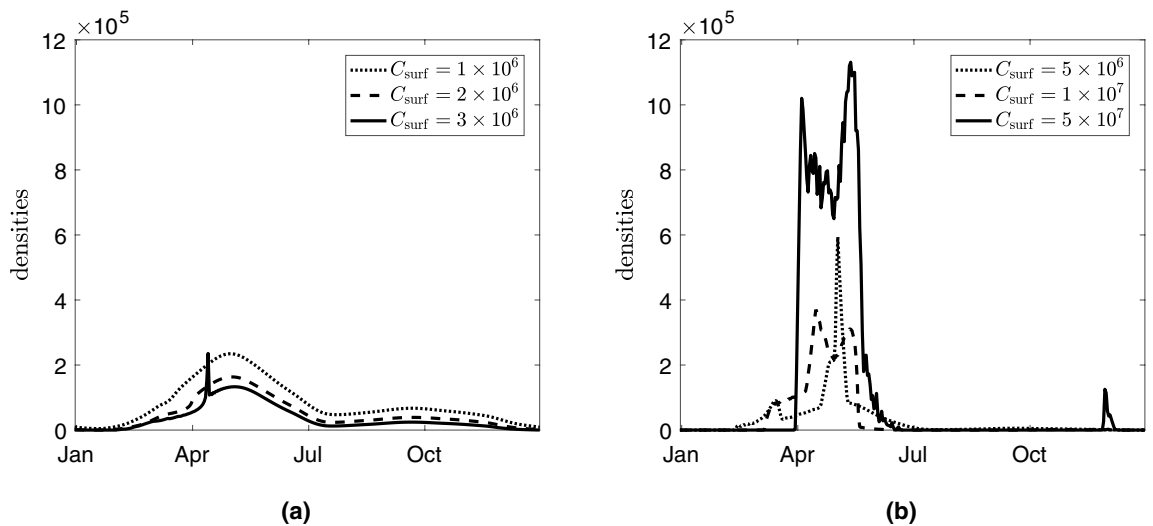 ×10^5
12
10
8
6
4
2
0
densities
Jan
Apr
Jul
Oct
C_surf = 1 × 10^6
C_surf = 2 × 10^6
C_surf = 3 × 10^6
(a)
×10^5
12
10
8
6
4
2
0
densities
Jan
Apr
Jul
Oct
C_surf = 5 × 10^6
C_surf = 1 × 10^7
C_surf = 5 × 10^7
(b)